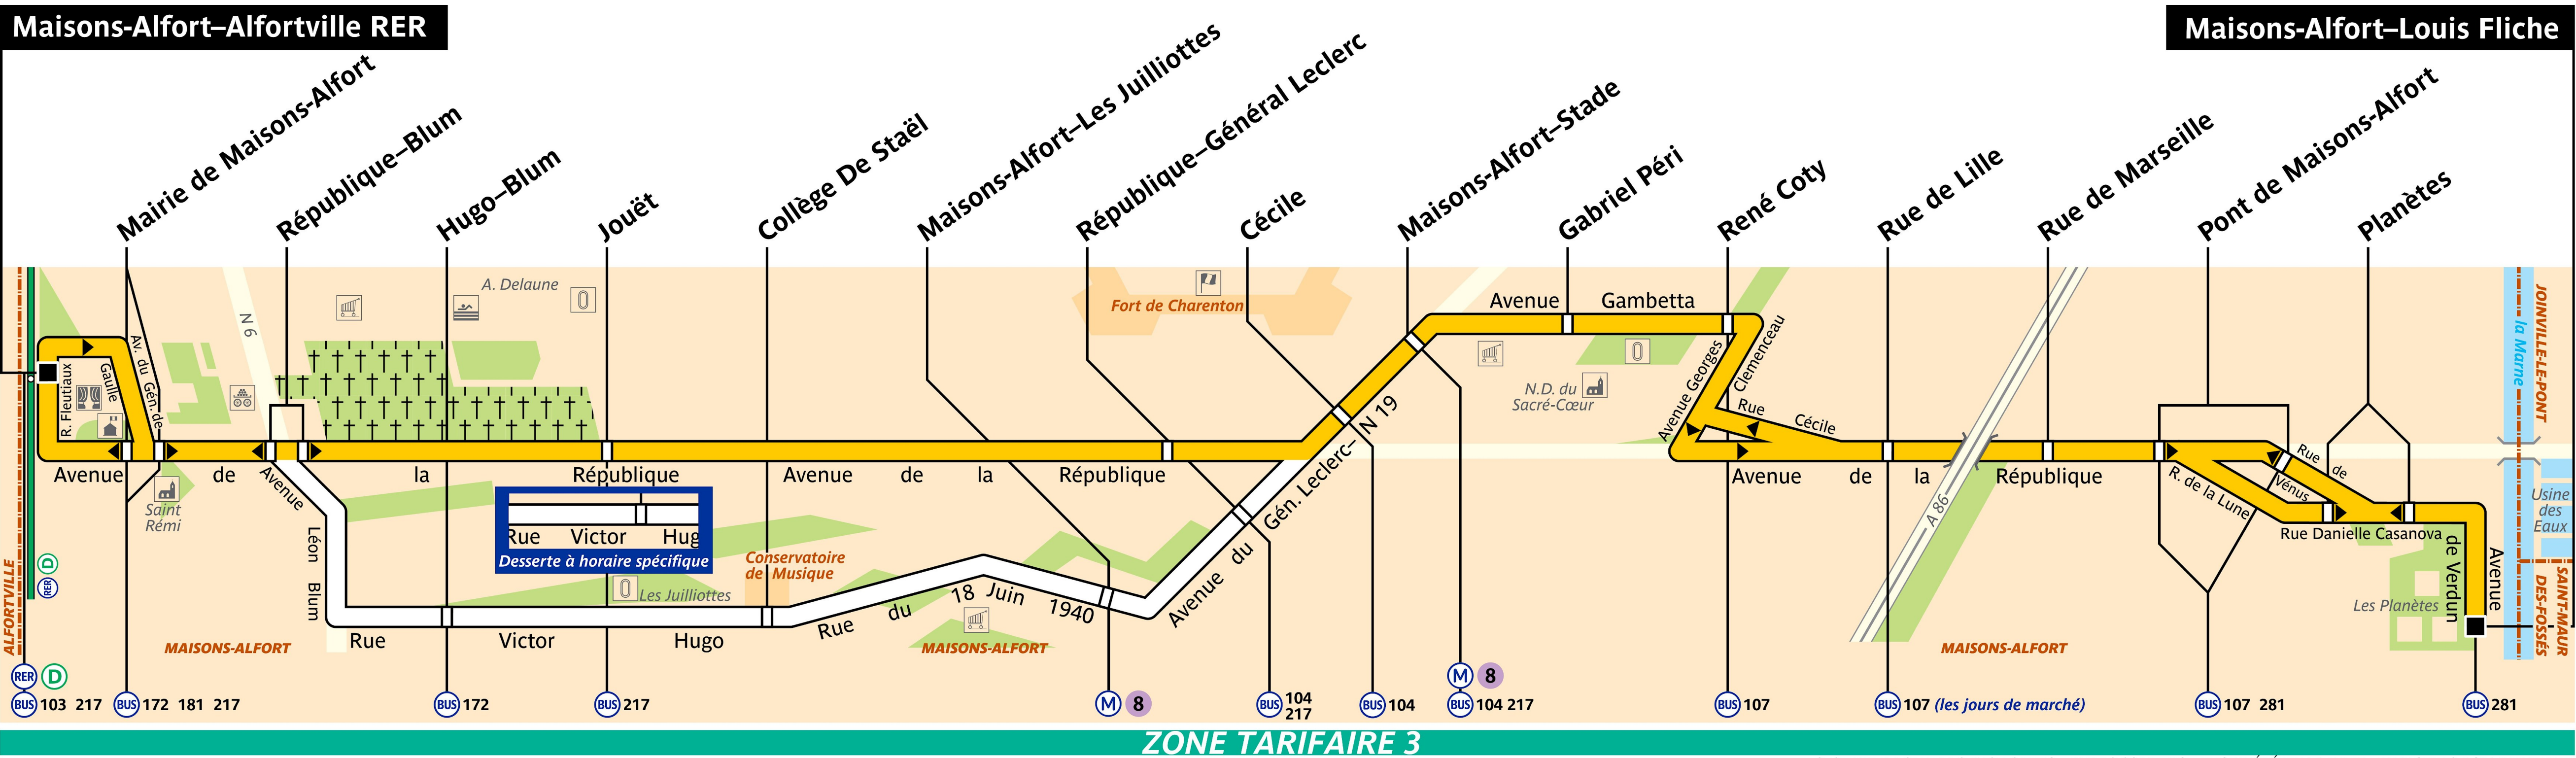 Maisons-Alfort–Alfortville RER
Maisons-Alfort–Louis Fliche
Mairie de Maisons-Alfort
République–Blum
Hugo–Blum
Jouët
Collège De Staël
Maisons-Alfort–Les Juilliottes
République–Général Leclerc
Cécile
Maisons-Alfort–Stade
Gabriel Péri
René Coty
Rue de Lille
Rue de Marseille
Pont de Maisons-Alfort
Planètes
A. Delaune
N 6
Fort de Charenton
Avenue Gambetta
R. Fleutiaux
Av. du Gén. de
Gaulle
Avenue Georges
Clemenceau
N.D. du
Sacré-Cœur
Rue Cécile
la Marne
JOINVILLE-LE-PONT
Avenue de la République
Avenue de la République
Avenue du Gén. Leclerc– N 19
Avenue de la République
A 86
R. de la Lune
Rue de
Vénus
Rue Danielle Casanova
Avenue
de Verdun
Usine
des
Eaux
Saint
Rémi
Avenue
Léon Blum
Rue Victor Hug
Desserte à horaire spécifique
Conservatoire
de Musique
Les Juilliottes
Rue du 18 Juin 1940
Rue Victor Hugo
Les Planètes
ALFORTVILLE
RER D
MAISONS-ALFORT
MAISONS-ALFORT
MAISONS-ALFORT
SAINT-MAUR
DES-FOSSÉS
RER D
BUS 103 217
BUS 172 181 217
BUS 172
BUS 217
M 8
BUS 104
217
BUS 104
M 8
BUS 104 217
BUS 107
BUS 107 (les jours de marché)
BUS 107 281
BUS 281
ZONE TARIFAIRE 3